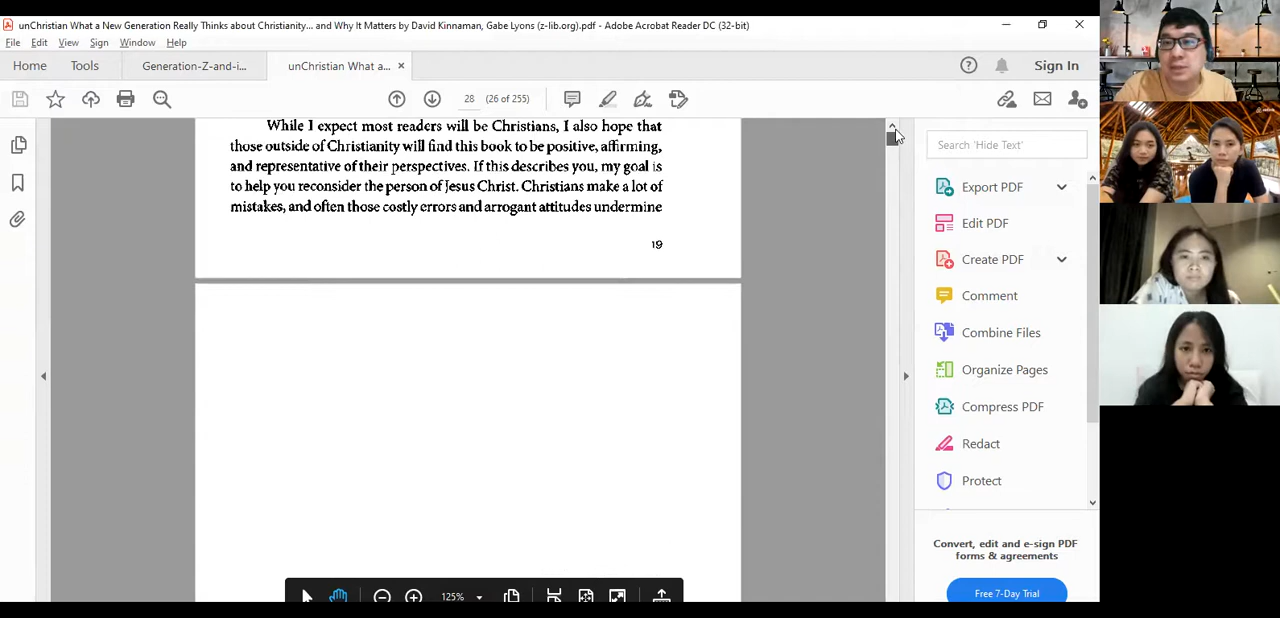 unChristian What a New Generation Really Thinks about Christianity... and Why It Matters by David Kinnaman, Gabe Lyons (z-lib.org).pdf - Adobe Acrobat Reader DC (32-bit)
File Edit View Sign Window Help
Home Tools Generation-Z-and-i... unChristian What a... × Sign In
28 (26 of 255)
While I expect most readers will be Christians, I also hope that
those outside of Christianity will find this book to be positive, affirming,
and representative of their perspectives. If this describes you, my goal is
to help you reconsider the person of Jesus Christ. Christians make a lot of
mistakes, and often those costly errors and arrogant attitudes undermine
19
125%
Search 'Hide Text'
Export PDF
Edit PDF
Create PDF
Comment
Combine Files
Organize Pages
Compress PDF
Redact
Protect
Convert, edit and e-sign PDF
forms & agreements
Free 7-Day Trial